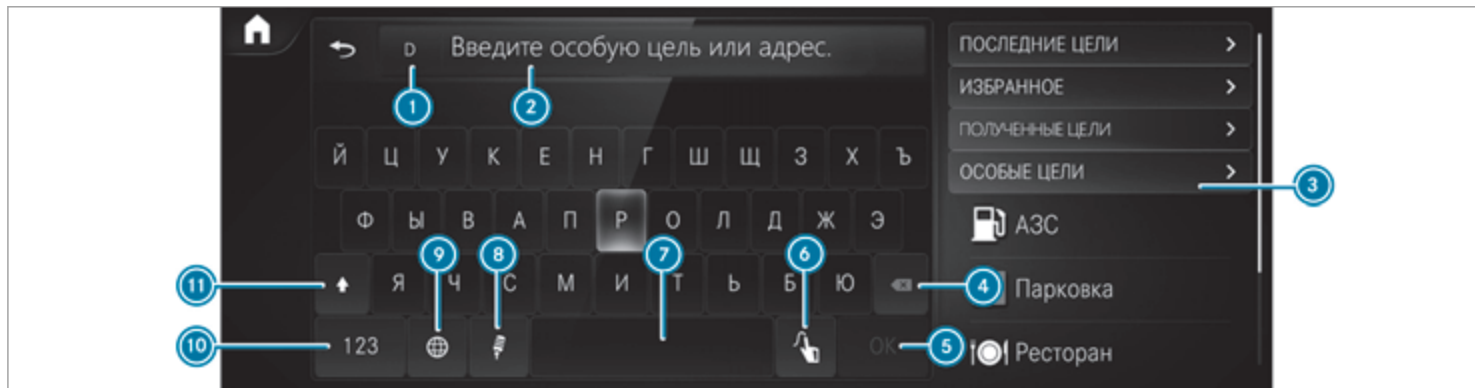 D Введите особую цель или адрес.
1 2
Й Ц У К Е Н Г Ш Щ З Х Ъ
Ф Ы В А П Р О Л Д Ж Э
9 8 7 6
11 Я Ч С М И Т Ь Б Ю 4
10 123 OK 5
ПОСЛЕДНИЕ ЦЕЛИ
ИЗБРАННОЕ
ПОЛУЧЕННЫЕ ЦЕЛИ
ОСОБЫЕ ЦЕЛИ
3
АЗС
Парковка
Ресторан